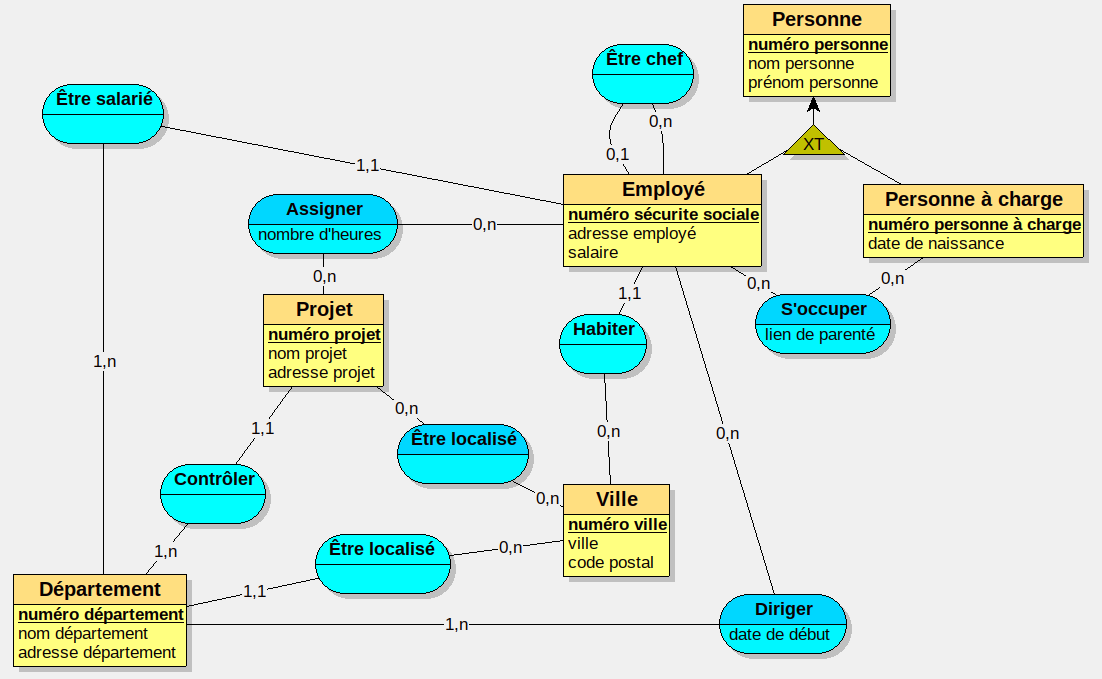 Personne
numéro personne
nom personne
prénom personne
Être chef
Être salarié
0,n
XT
0,1
1,1
Employé
numéro sécurite sociale
adresse employé
salaire
Personne à charge
numéro personne à charge
date de naissance
Assigner
nombre d'heures
0,n
0,n
0,n
0,n
1,1
Projet
numéro projet
nom projet
adresse projet
S'occuper
lien de parenté
Habiter
1,n
0,n
1,1
0,n
0,n
Être localisé
Contrôler
0,n
Ville
numéro ville
ville
code postal
1,n
Être localisé
0,n
1,1
Département
numéro département
nom département
adresse département
1,n
Diriger
date de début